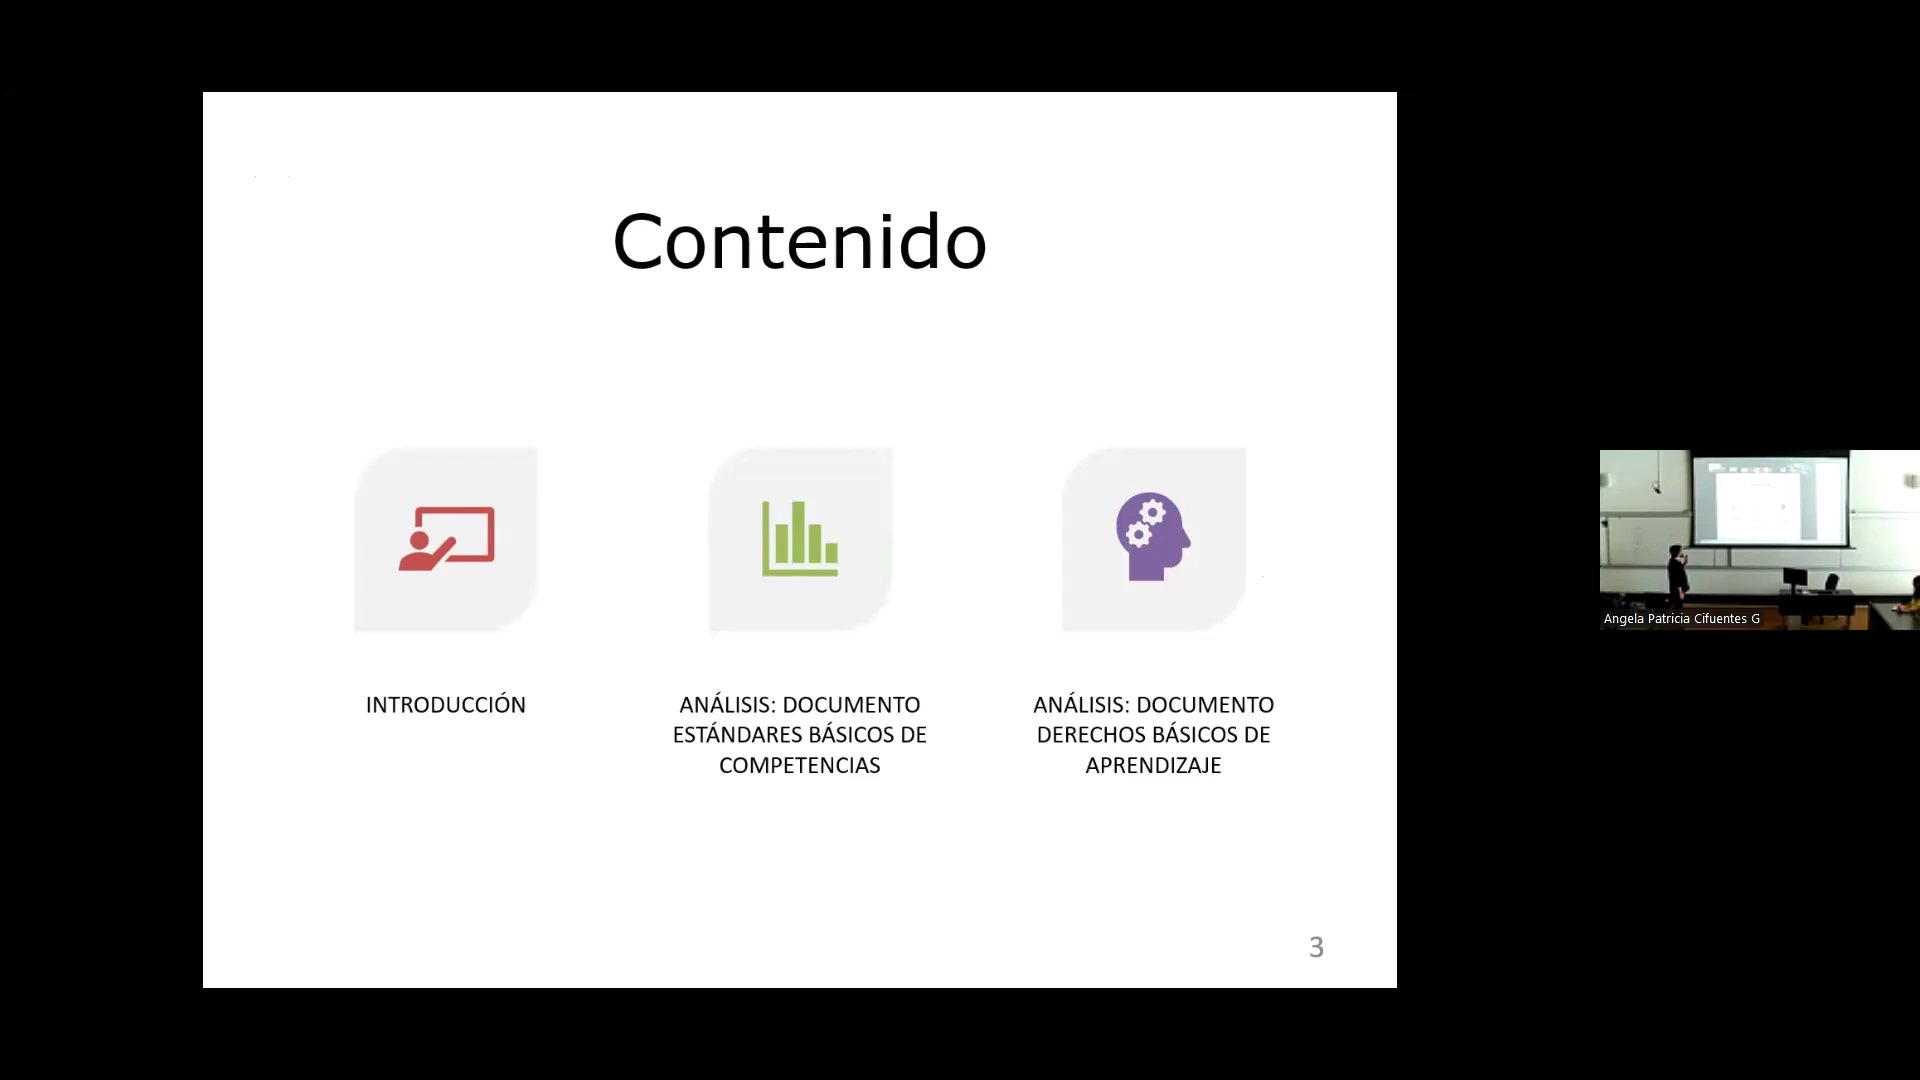 Contenido
INTRODUCCIÓN
ANÁLISIS: DOCUMENTO
ESTÁNDARES BÁSICOS DE
COMPETENCIAS
ANÁLISIS: DOCUMENTO
DERECHOS BÁSICOS DE
APRENDIZAJE
3
Angela Patricia Cifuentes G